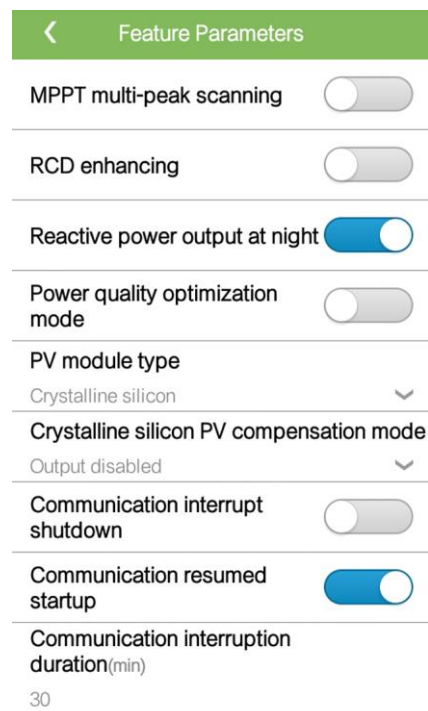 Feature Parameters
MPPT multi-peak scanning
RCD enhancing
Reactive power output at night
Power quality optimization
mode
PV module type
Crystalline silicon
Crystalline silicon PV compensation mode
Output disabled
Communication interrupt
shutdown
Communication resumed
startup
Communication interruption
duration(min)
30